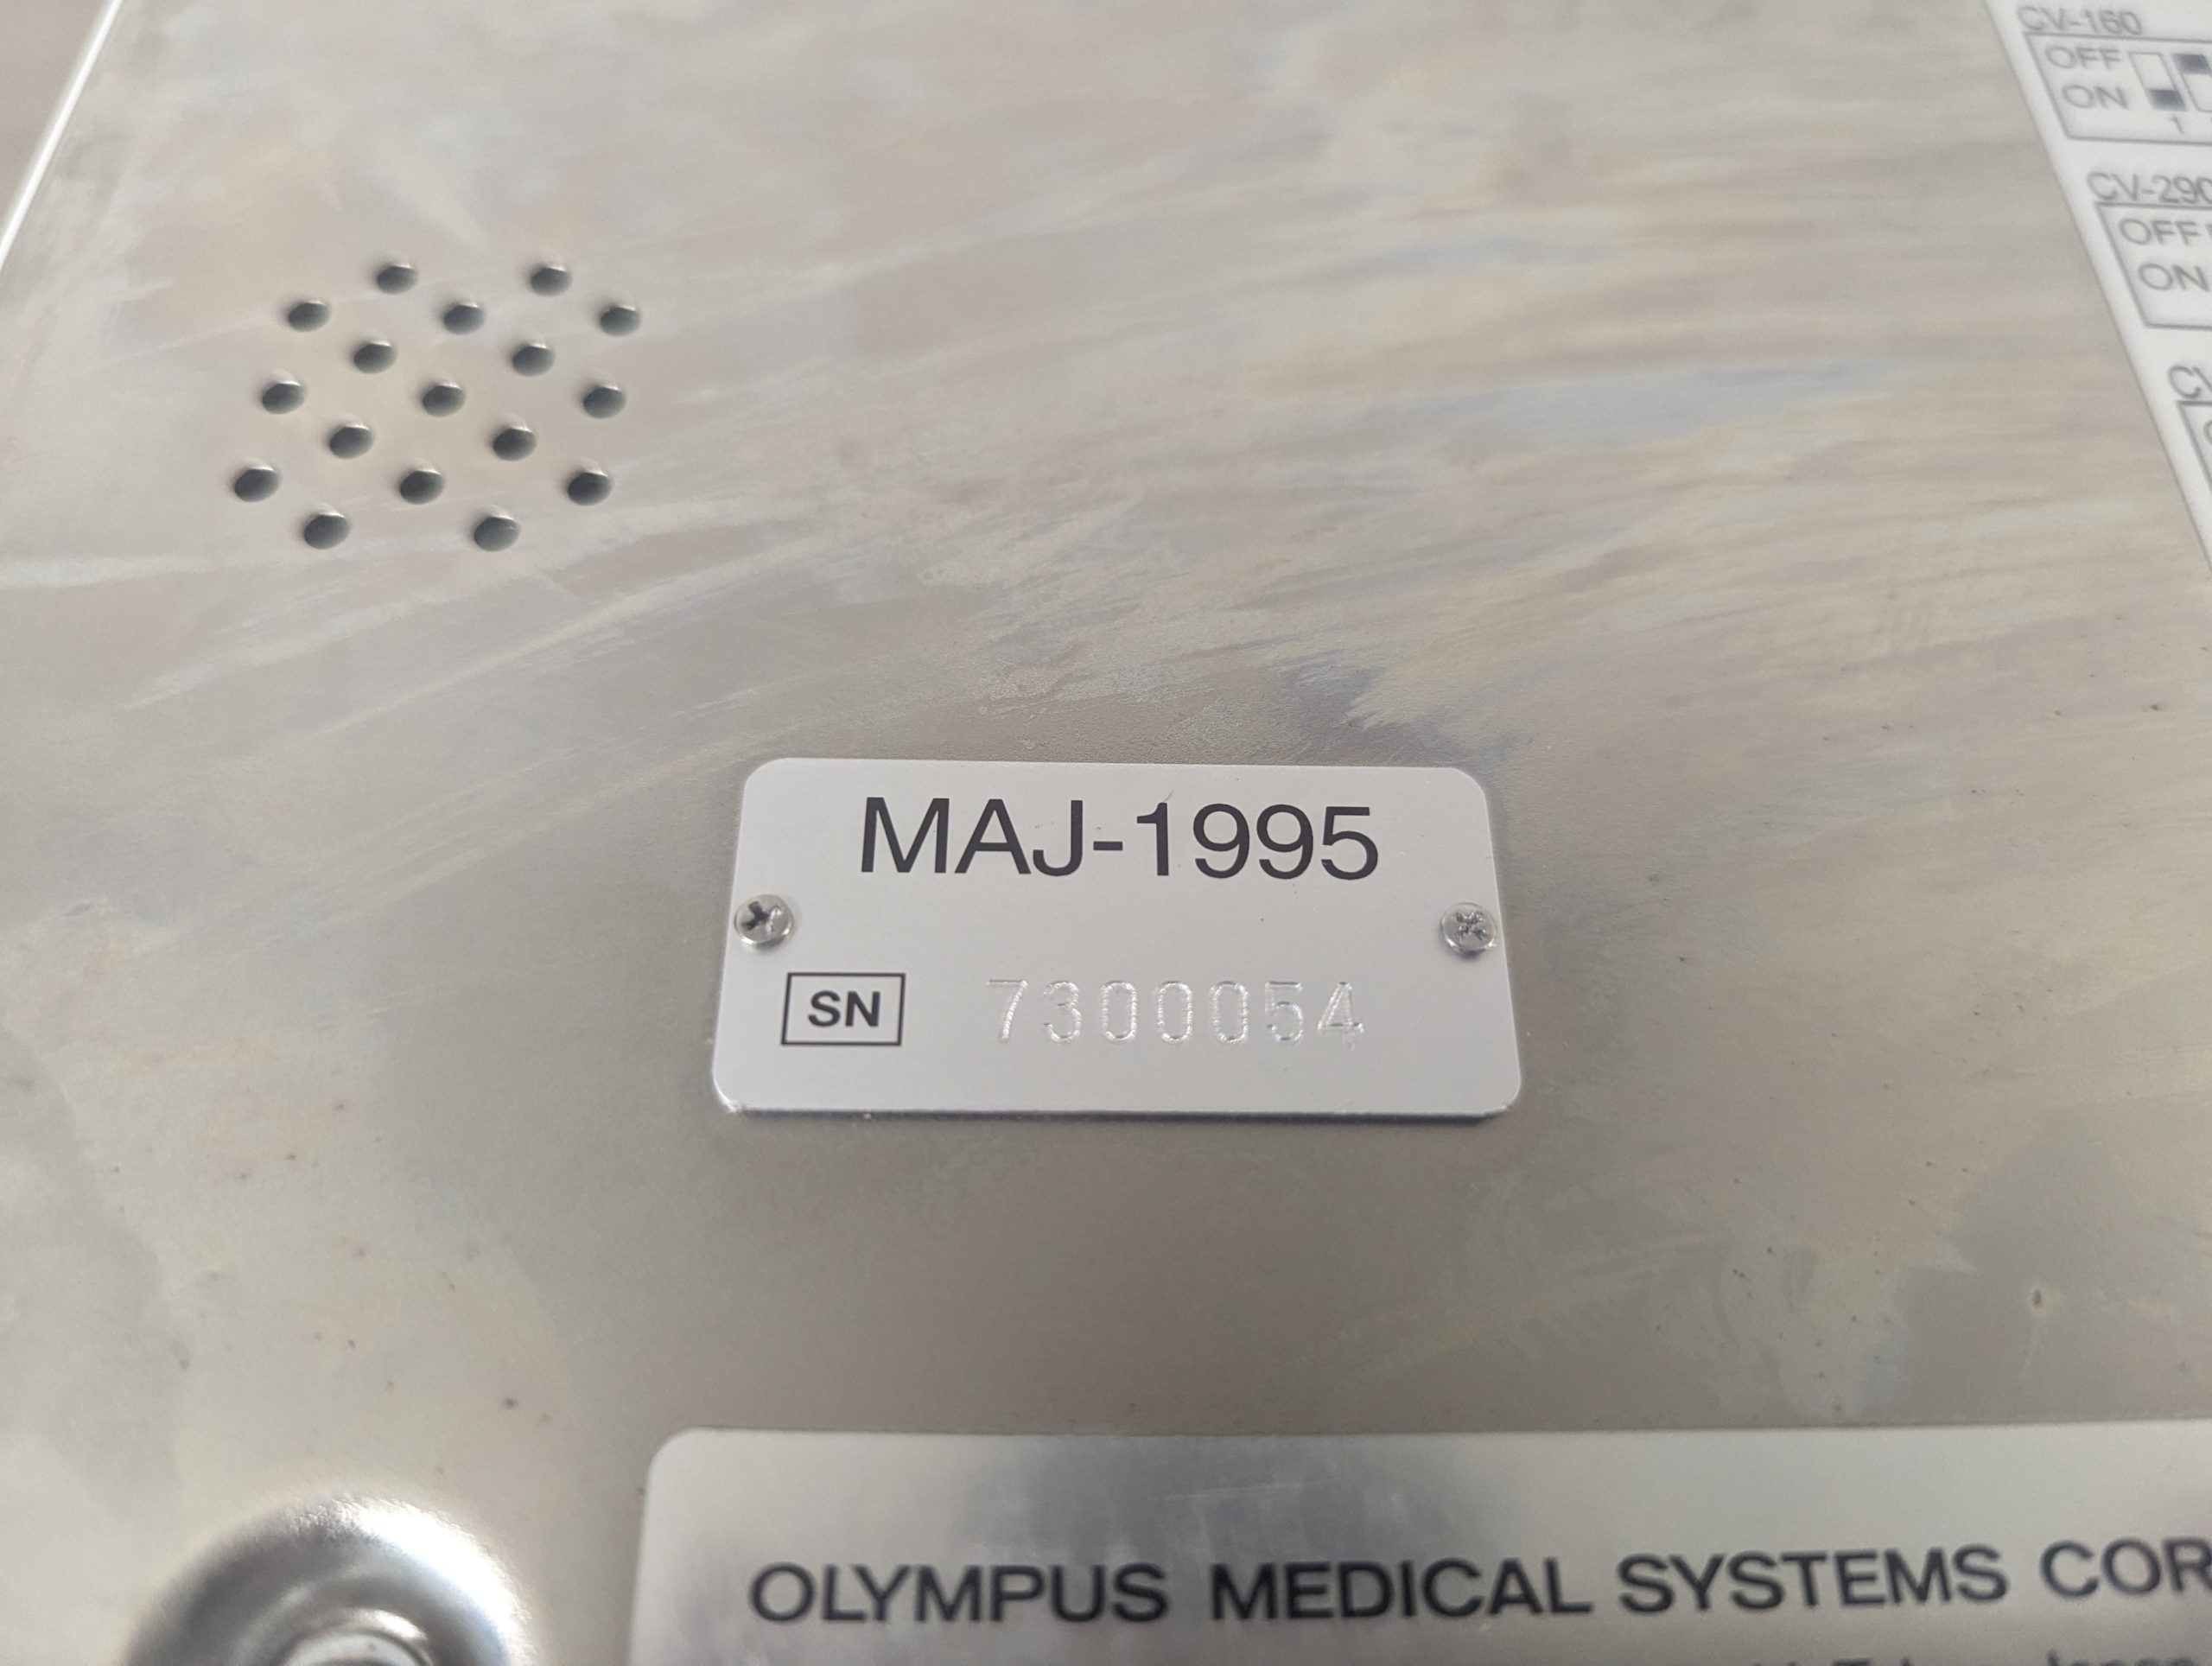 CV-160
OFF
ON
1
CV-290
OFF
ON
MAJ-1995
SN 7300054
OLYMPUS MEDICAL SYSTEMS COR